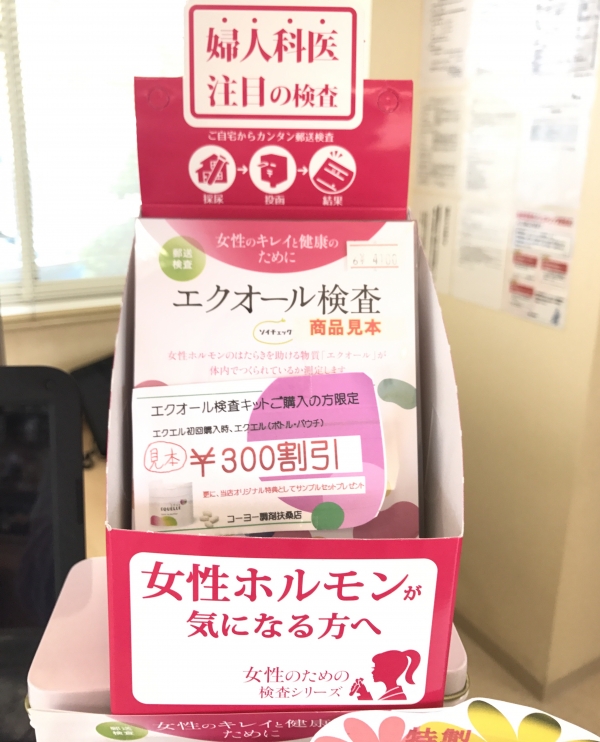 婦人科医
注目の検査
ご自宅からカンタン郵送検査
採尿
投函
結果
郵送
検査
女性のキレイと健康の
ために
エクオール検査
ソイチェック
商品見本
女性ホルモンのはたらきを助ける物質「エクオール」が
体内でつくられているか測定します
エクオール検査キットご購入の方限定
エクエル初回購入時、エクエル(ボトル・パウチ)
見本
￥300割引
更に、当店オリジナル特典としてサンプルセットプレゼント
コーヨー調剤扶桑店
女性ホルモンが
気になる方へ
女性のための
検査シリーズ
郵送
検査
女性のキレイと健康
ために
特製